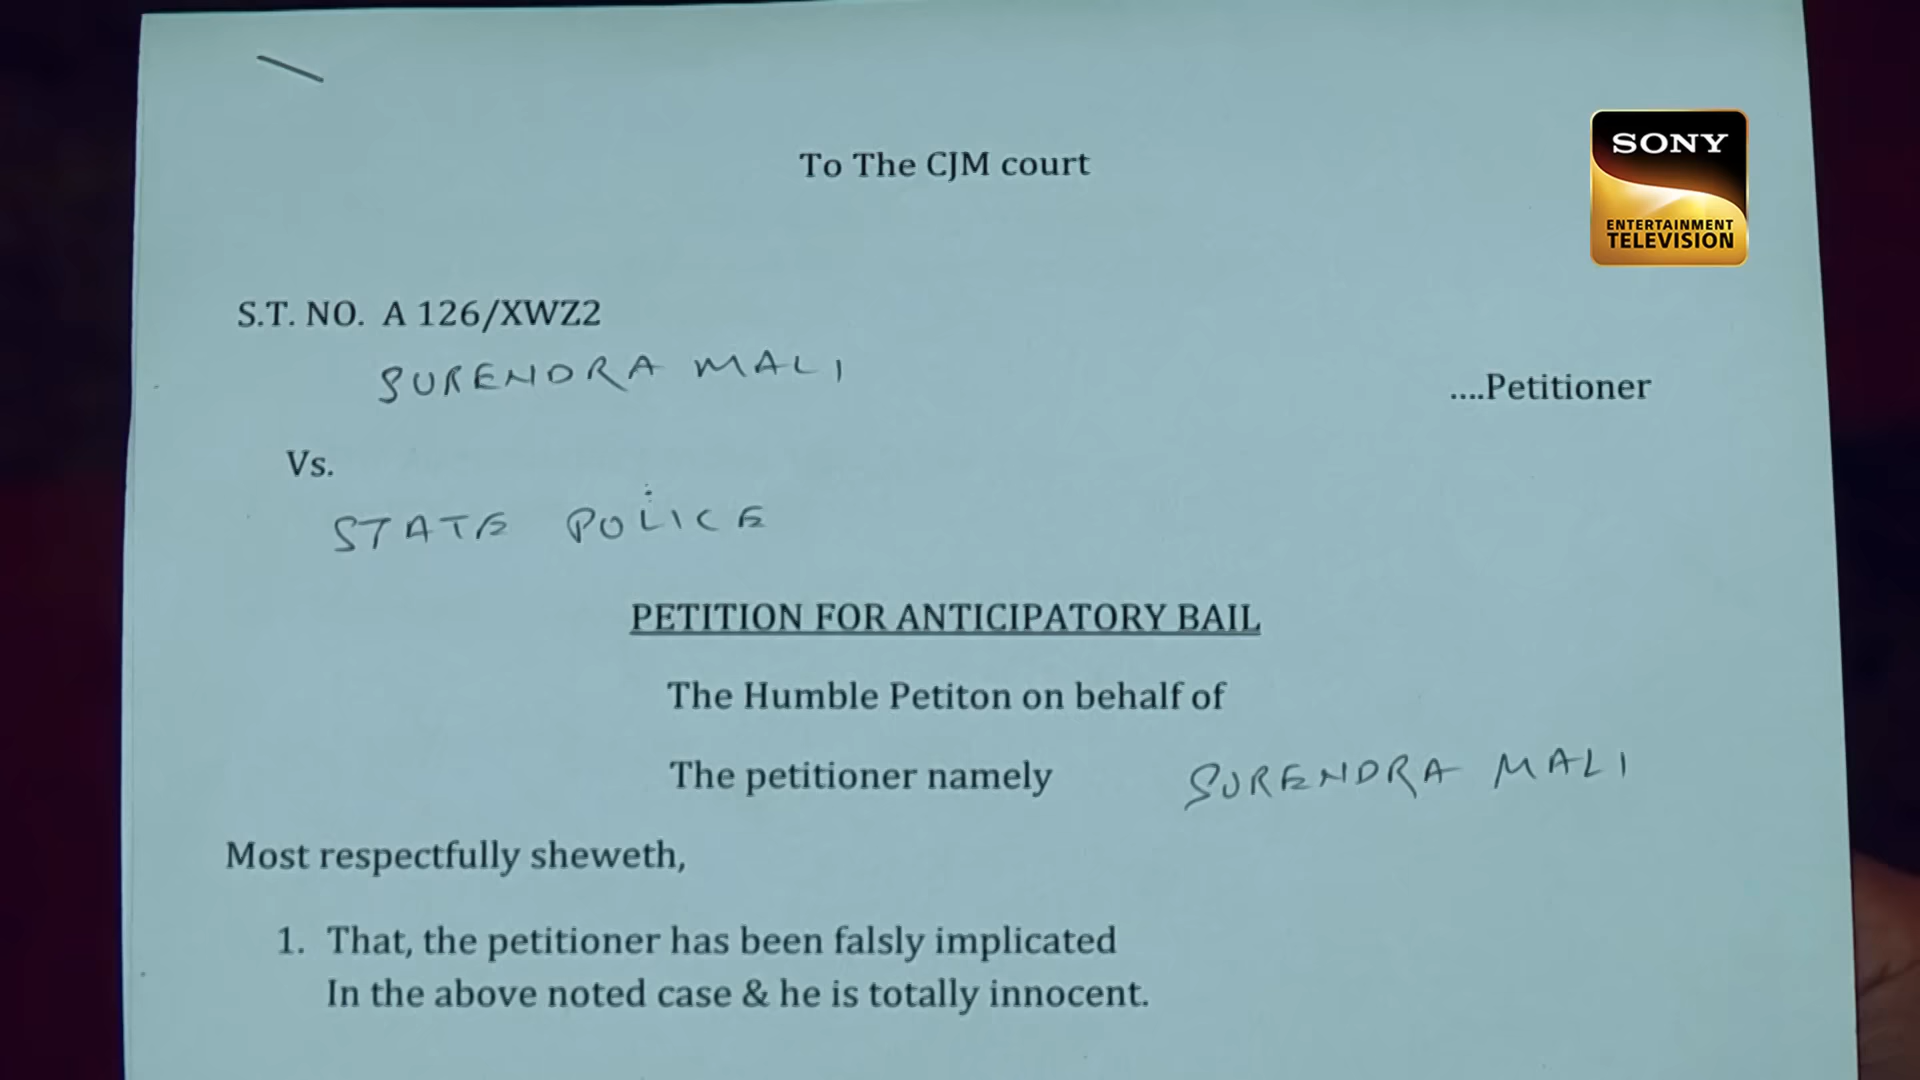 To The CJM court
SONY
ENTERTAINMENT
TELEVISION
S.T. NO. A 126/XWZ2
SURENDRA MALI
....Petitioner
Vs.
STATE POLICE
PETITION FOR ANTICIPATORY BAIL
The Humble Petiton on behalf of
The petitioner namely SURENDRA MALI
Most respectfully sheweth,
1. That, the petitioner has been falsly implicated
In the above noted case & he is totally innocent.